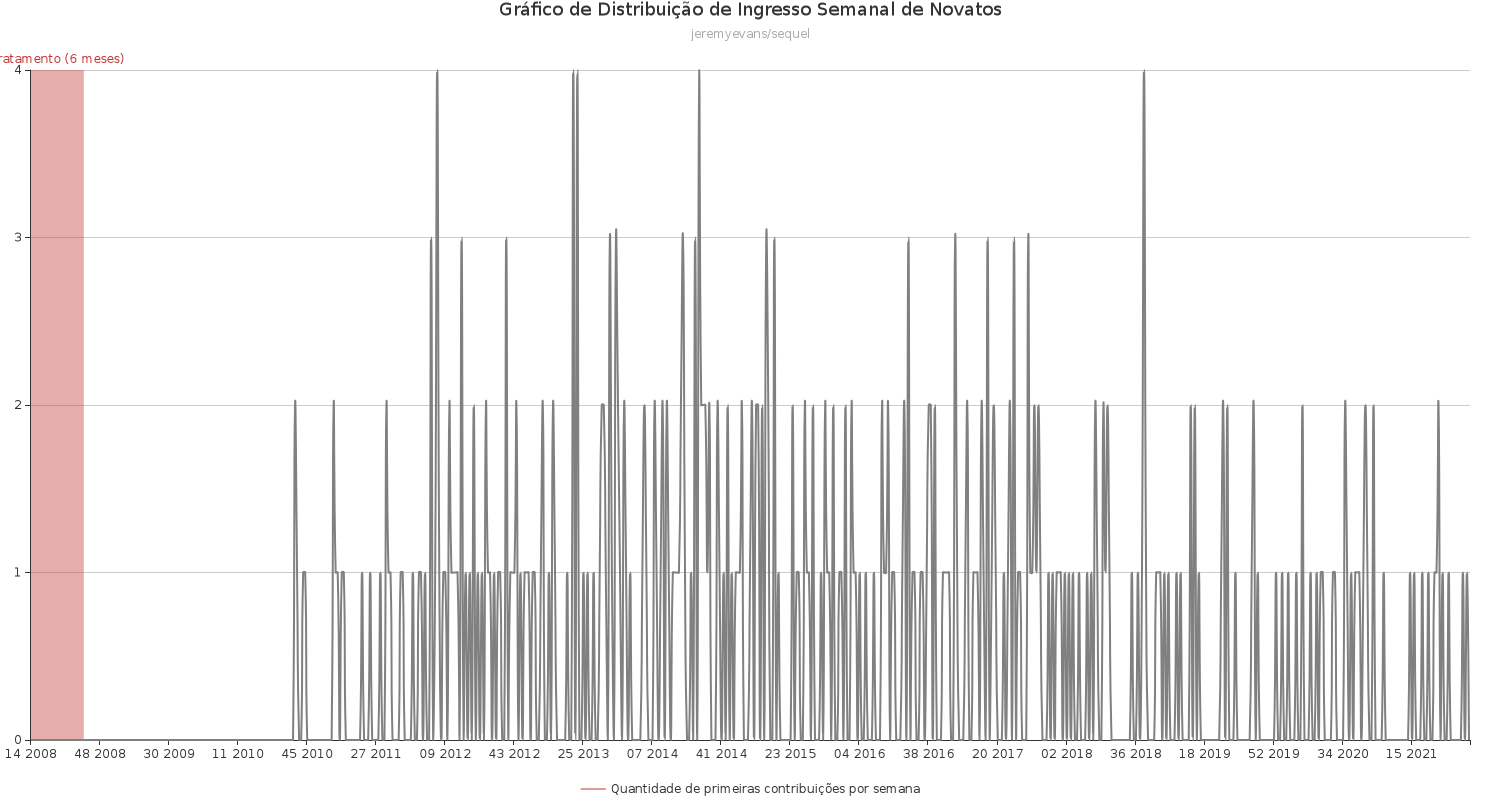 Gráfico de Distribuição de Ingresso Semanal de Novatos
jeremyevans/sequel
ratamento (6 meses)
4
3
2
1
0
14 2008 48 2008 30 2009 11 2010 45 2010 27 2011 09 2012 43 2012 25 2013 07 2014 41 2014 23 2015 04 2016 38 2016 20 2017 02 2018 36 2018 18 2019 52 2019 34 2020 15 2021
Quantidade de primeiras contribuições por semana